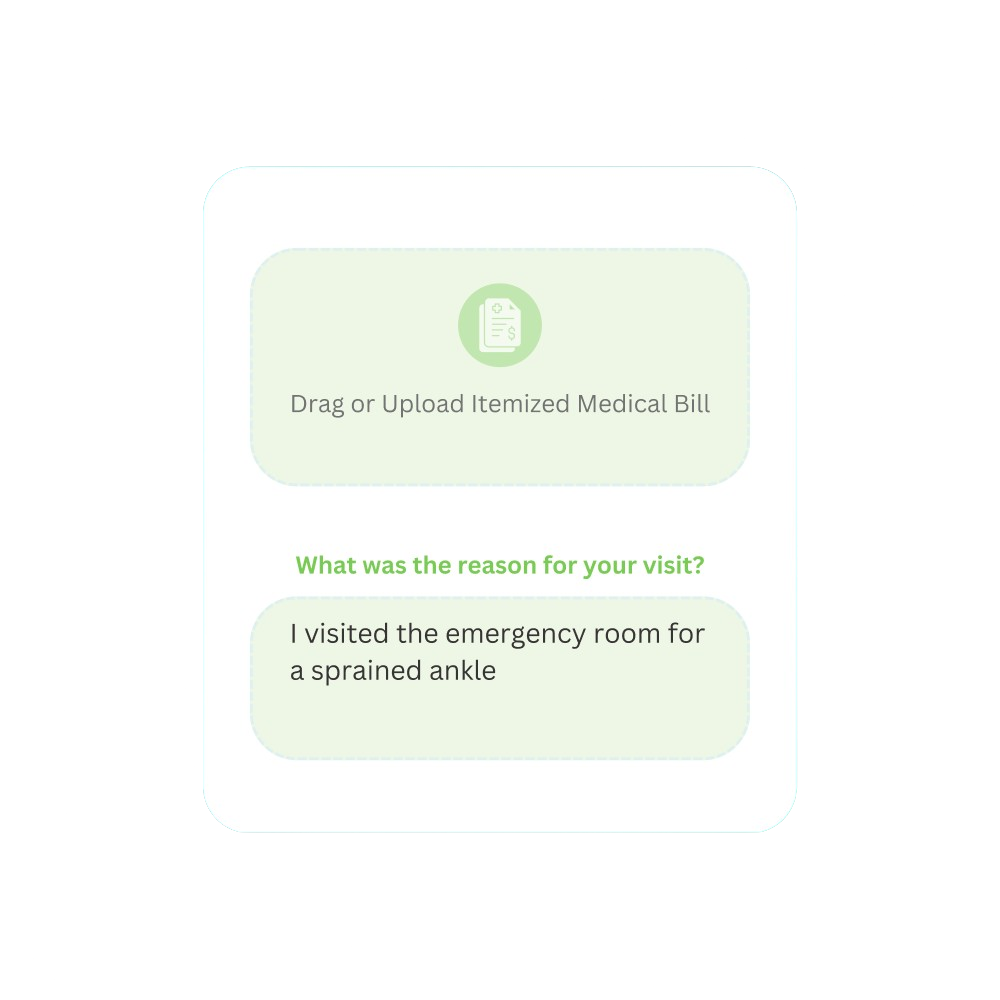 Drag or Upload Itemized Medical Bill
What was the reason for your visit?
I visited the emergency room for
a sprained ankle